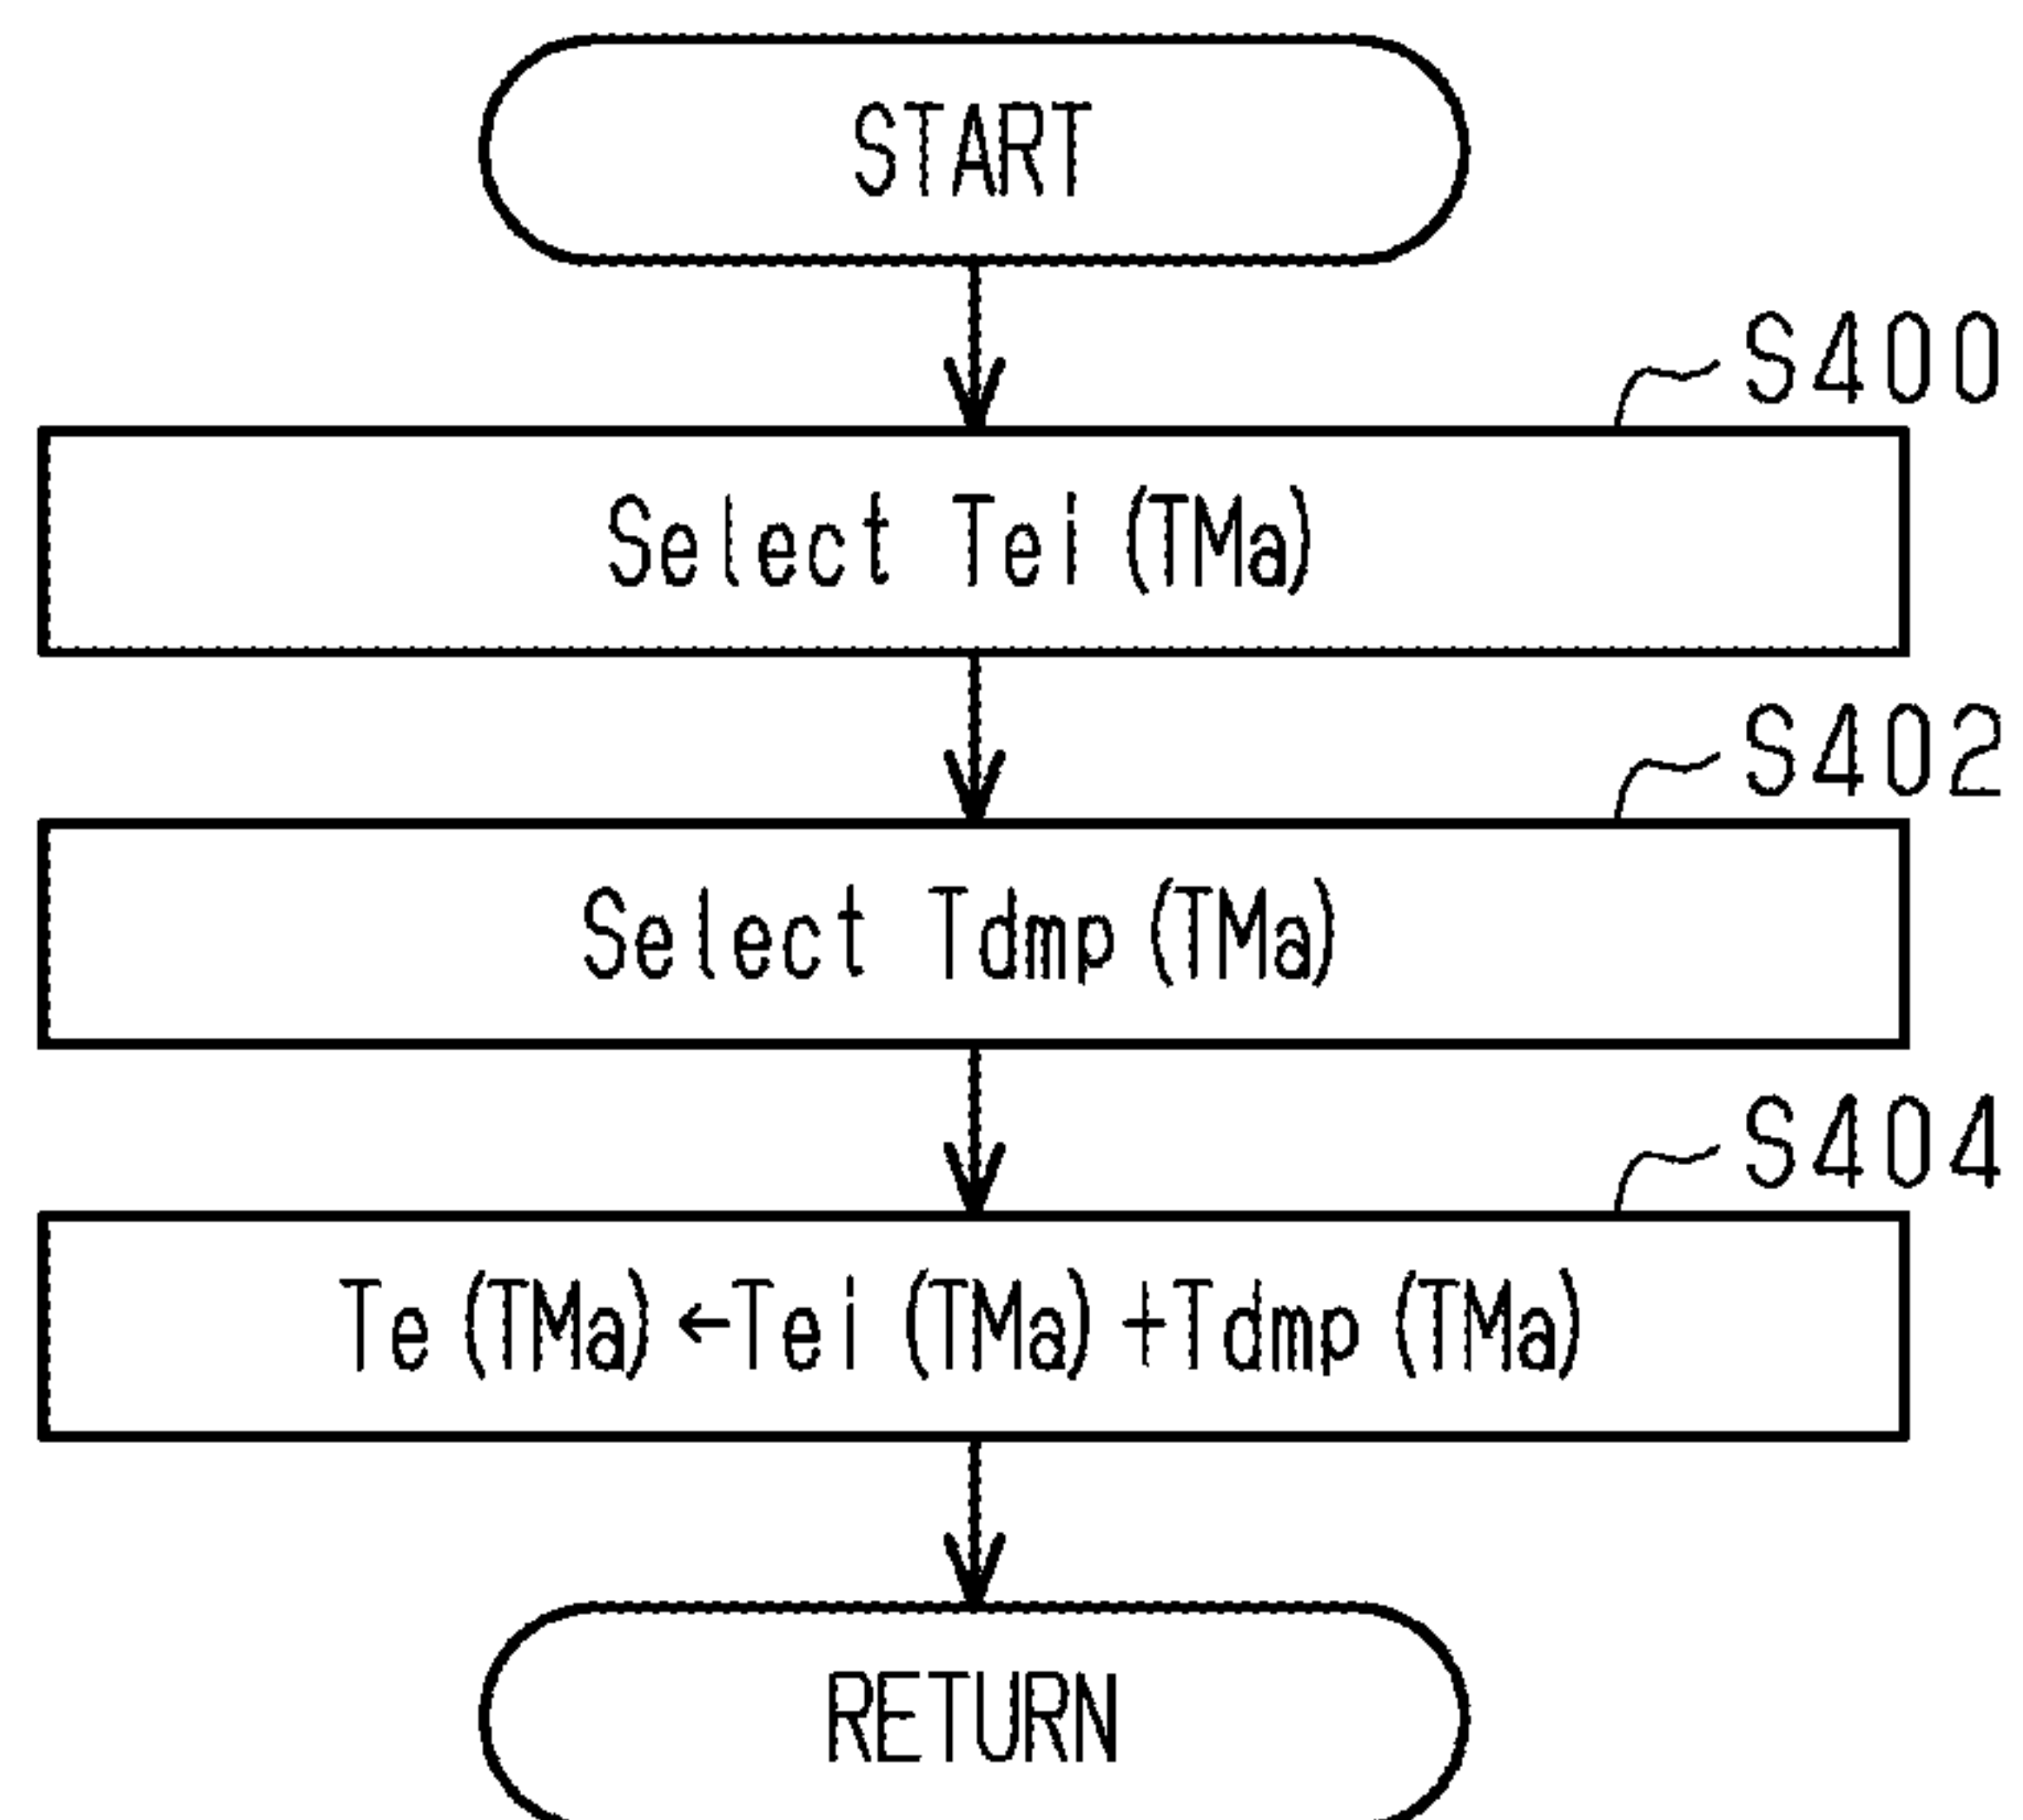 START
S400
Select Tei (TMa)
S402
Select Tdmp (TMa)
S404
Te (TMa)←Tei (TMa)+Tdmp (TMa)
RETURN